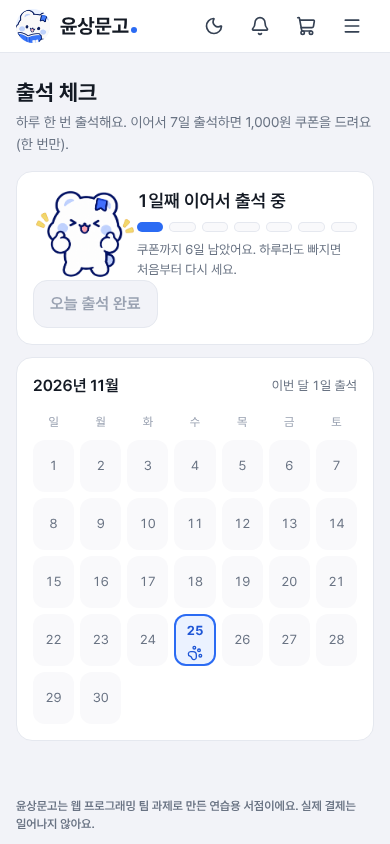 윤상문고
출석 체크
하루 한 번 출석해요. 이어서 7일 출석하면 1,000원 쿠폰을 드려요
(한 번만).
1일째 이어서 출석 중
쿠폰까지 6일 남았어요. 하루라도 빠지면
처음부터 다시 세요.
오늘 출석 완료
2026년 11월
이번 달 1일 출석
일 월 화 수 목 금 토
1 2 3 4 5 6 7
8 9 10 11 12 13 14
15 16 17 18 19 20 21
22 23 24 25 26 27 28
29 30
윤상문고는 웹 프로그래밍 팀 과제로 만든 연습용 서점이에요. 실제 결제는
일어나지 않아요.